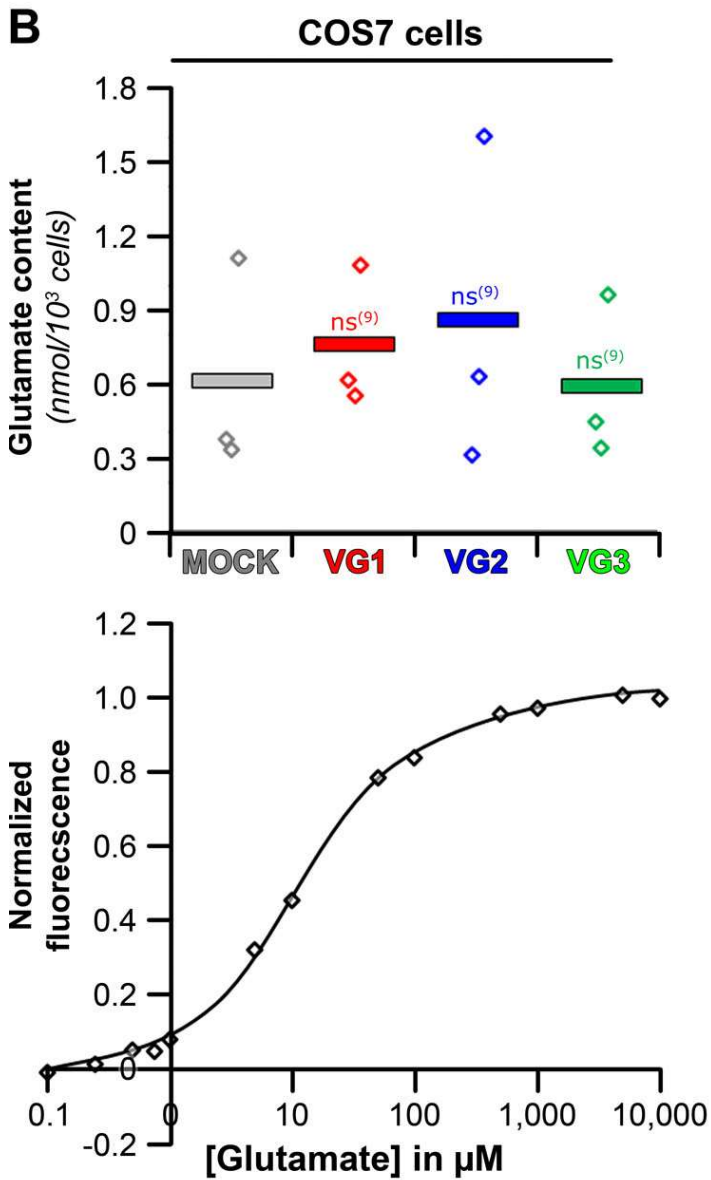 B
COS7 cells
Glutamate content
(nmol/10³ cells)
1.8
1.5
1.2
0.9
0.6
0.3
0
ns⁽⁹⁾
ns⁽⁹⁾
ns⁽⁹⁾
MOCK VG1 VG2 VG3
Normalized
fluorecscence
1.2
1.0
0.8
0.6
0.4
0.2
0
-0.2
0.1 0 10 100 1,000 10,000
[Glutamate] in µM